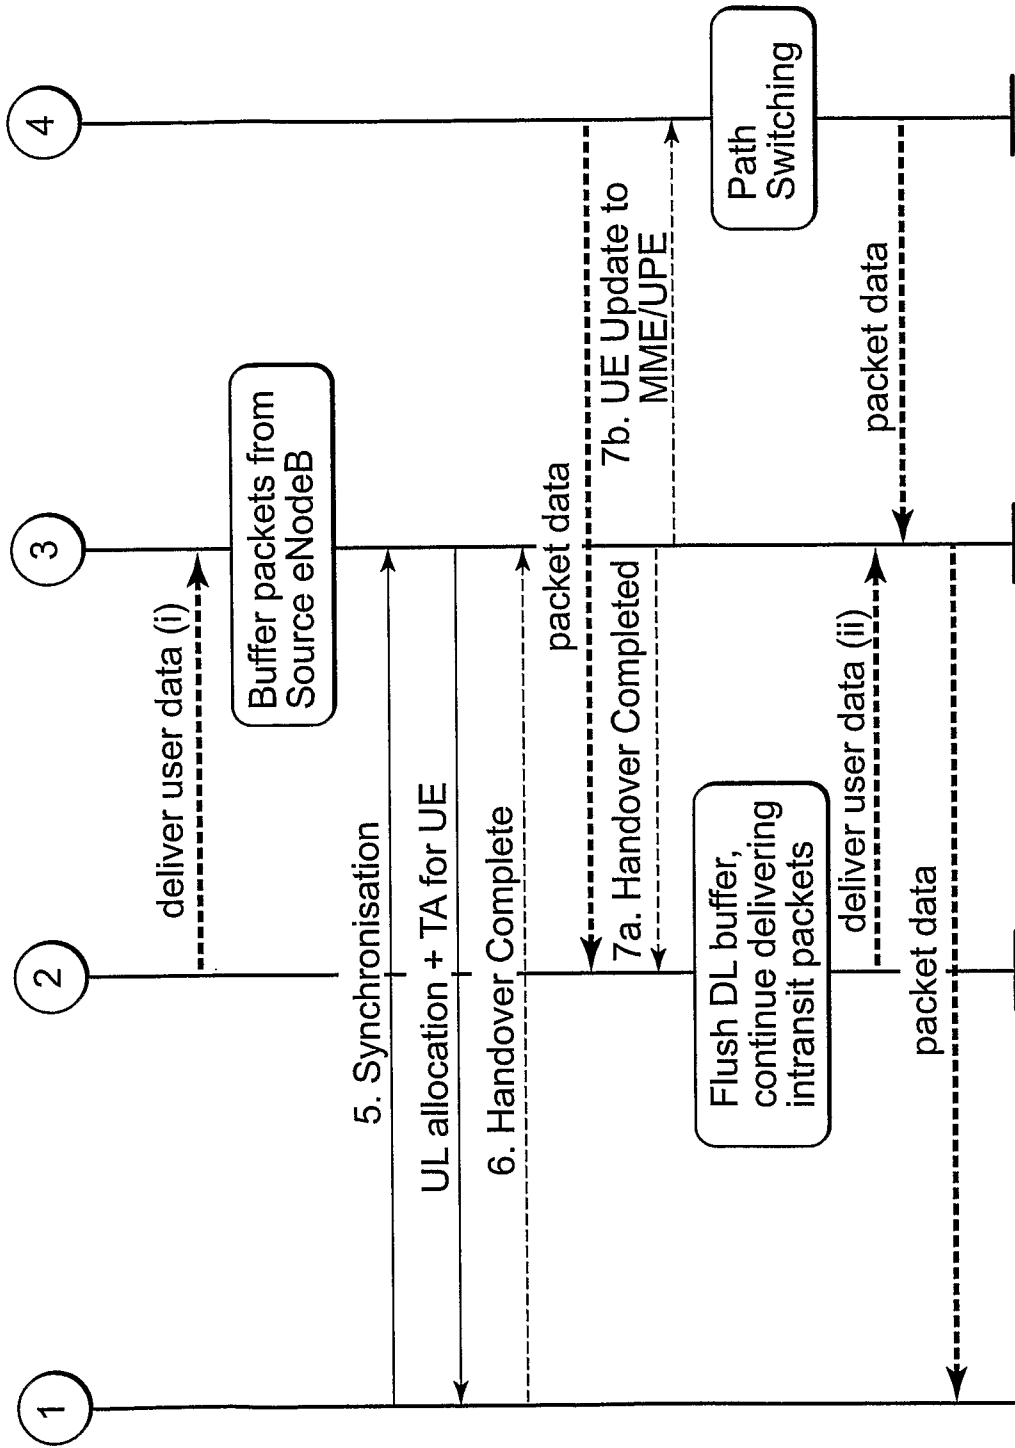 1
2
3
4
deliver user data (i)
Buffer packets from
Source eNodeB
5. Synchronisation
UL allocation + TA for UE
6. Handover Complete
packet data
7a. Handover Completed
7b. UE Update to
MME/UPE
Flush DL buffer,
continue delivering
intransit packets
Path
Switching
deliver user data (ii)
packet data
packet data